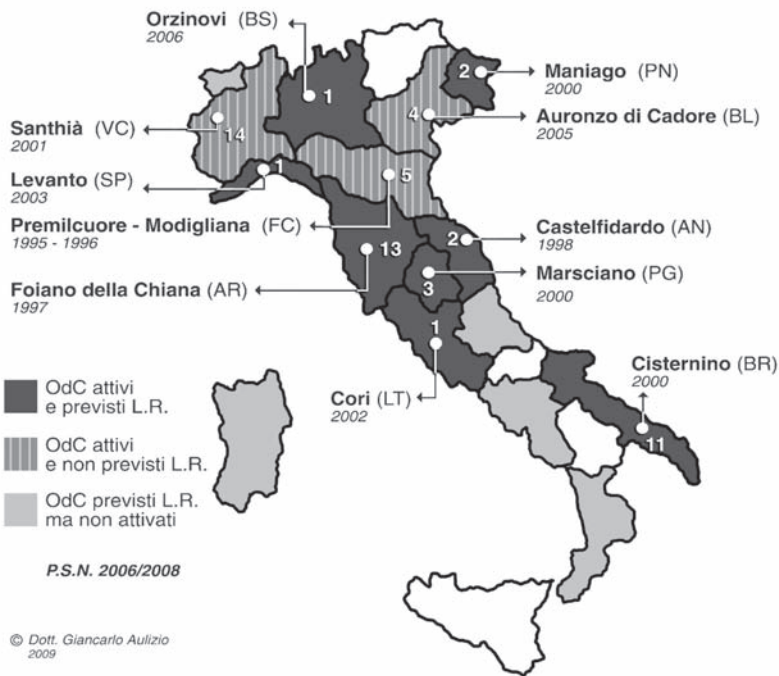 Orzinovi (BS)
2006
1
2
Maniago (PN)
2000
4
Auronzo di Cadore (BL)
2005
Santhià (VC)
2001
14
Levanto (SP)
2003
1
5
Premilcuore - Modigliana (FC)
1995 - 1996
2
Castelfidardo (AN)
1998
13
Marsciano (PG)
2000
3
Foiano della Chiana (AR)
1997
1
Cori (LT)
2002
Cisternino (BR)
2000
11
OdC attivi
e previsti L.R.
OdC attivi
e non previsti L.R.
OdC previsti L.R.
ma non attivati
P.S.N. 2006/2008
© Dott. Giancarlo Aulizio
2009